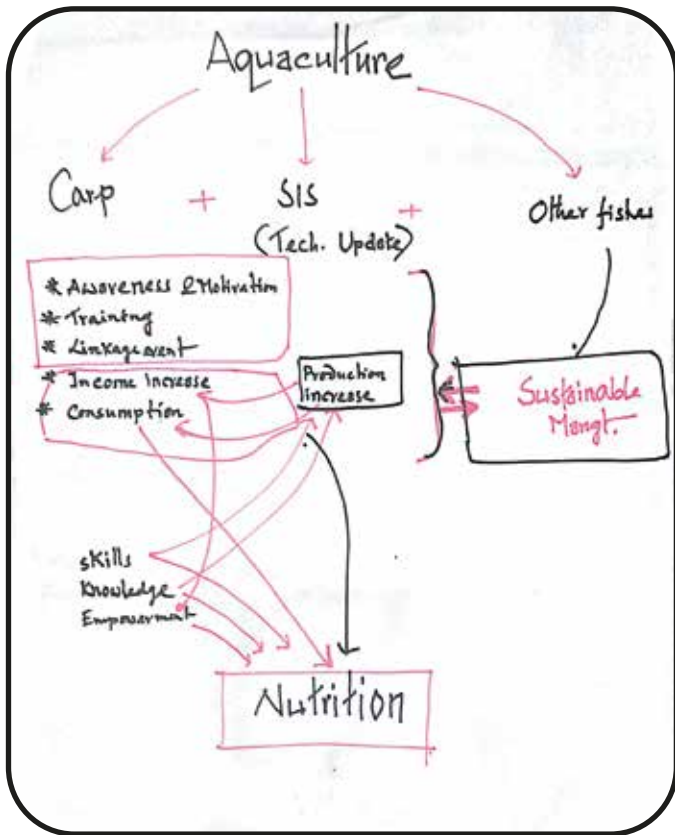 Aquaculture
Carp + SIS + Other fishes
(Tech. Update)
* Awareness & Motivation
* Training
* Linkage event
* Income Increase
* Consumption
Production increase
Sustainable
Mengt.
Skills
Knowledge
Empowerment
Nutrition